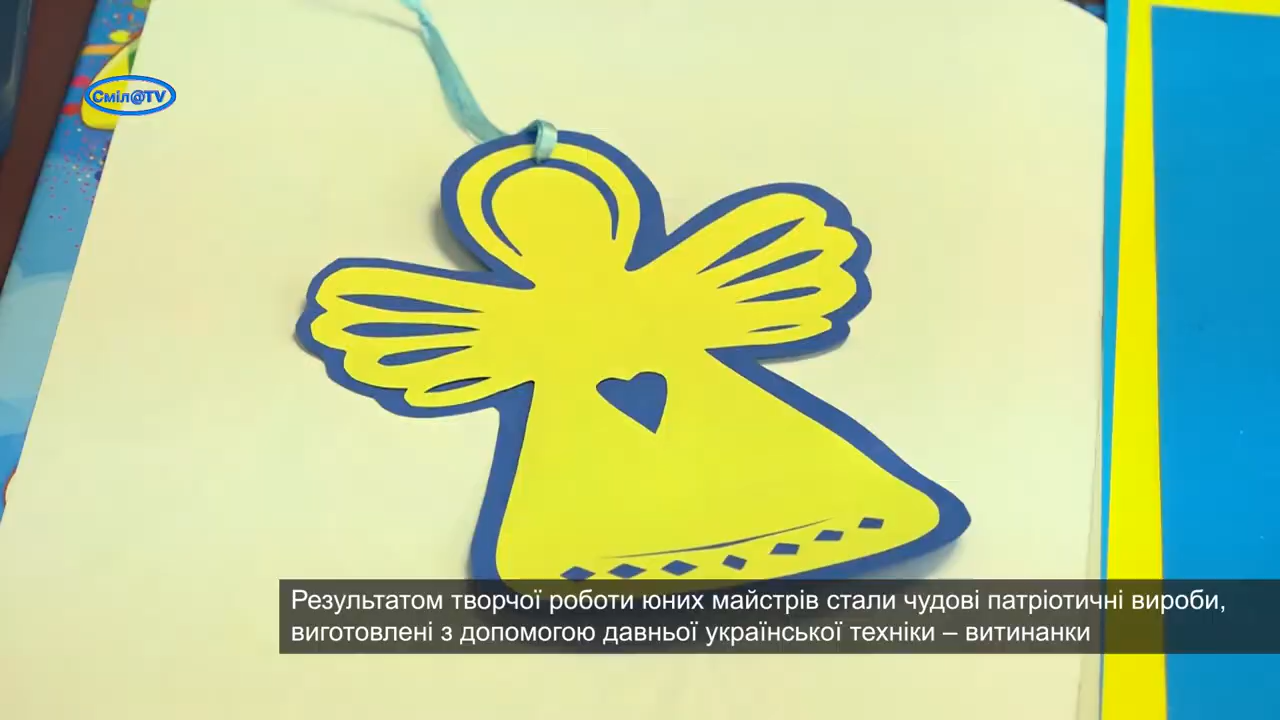 Сміл@TV
Результатом творчої роботи юних майстрів стали чудові патріотичні вироби,
виготовлені з допомогою давньої української техніки – витинанки